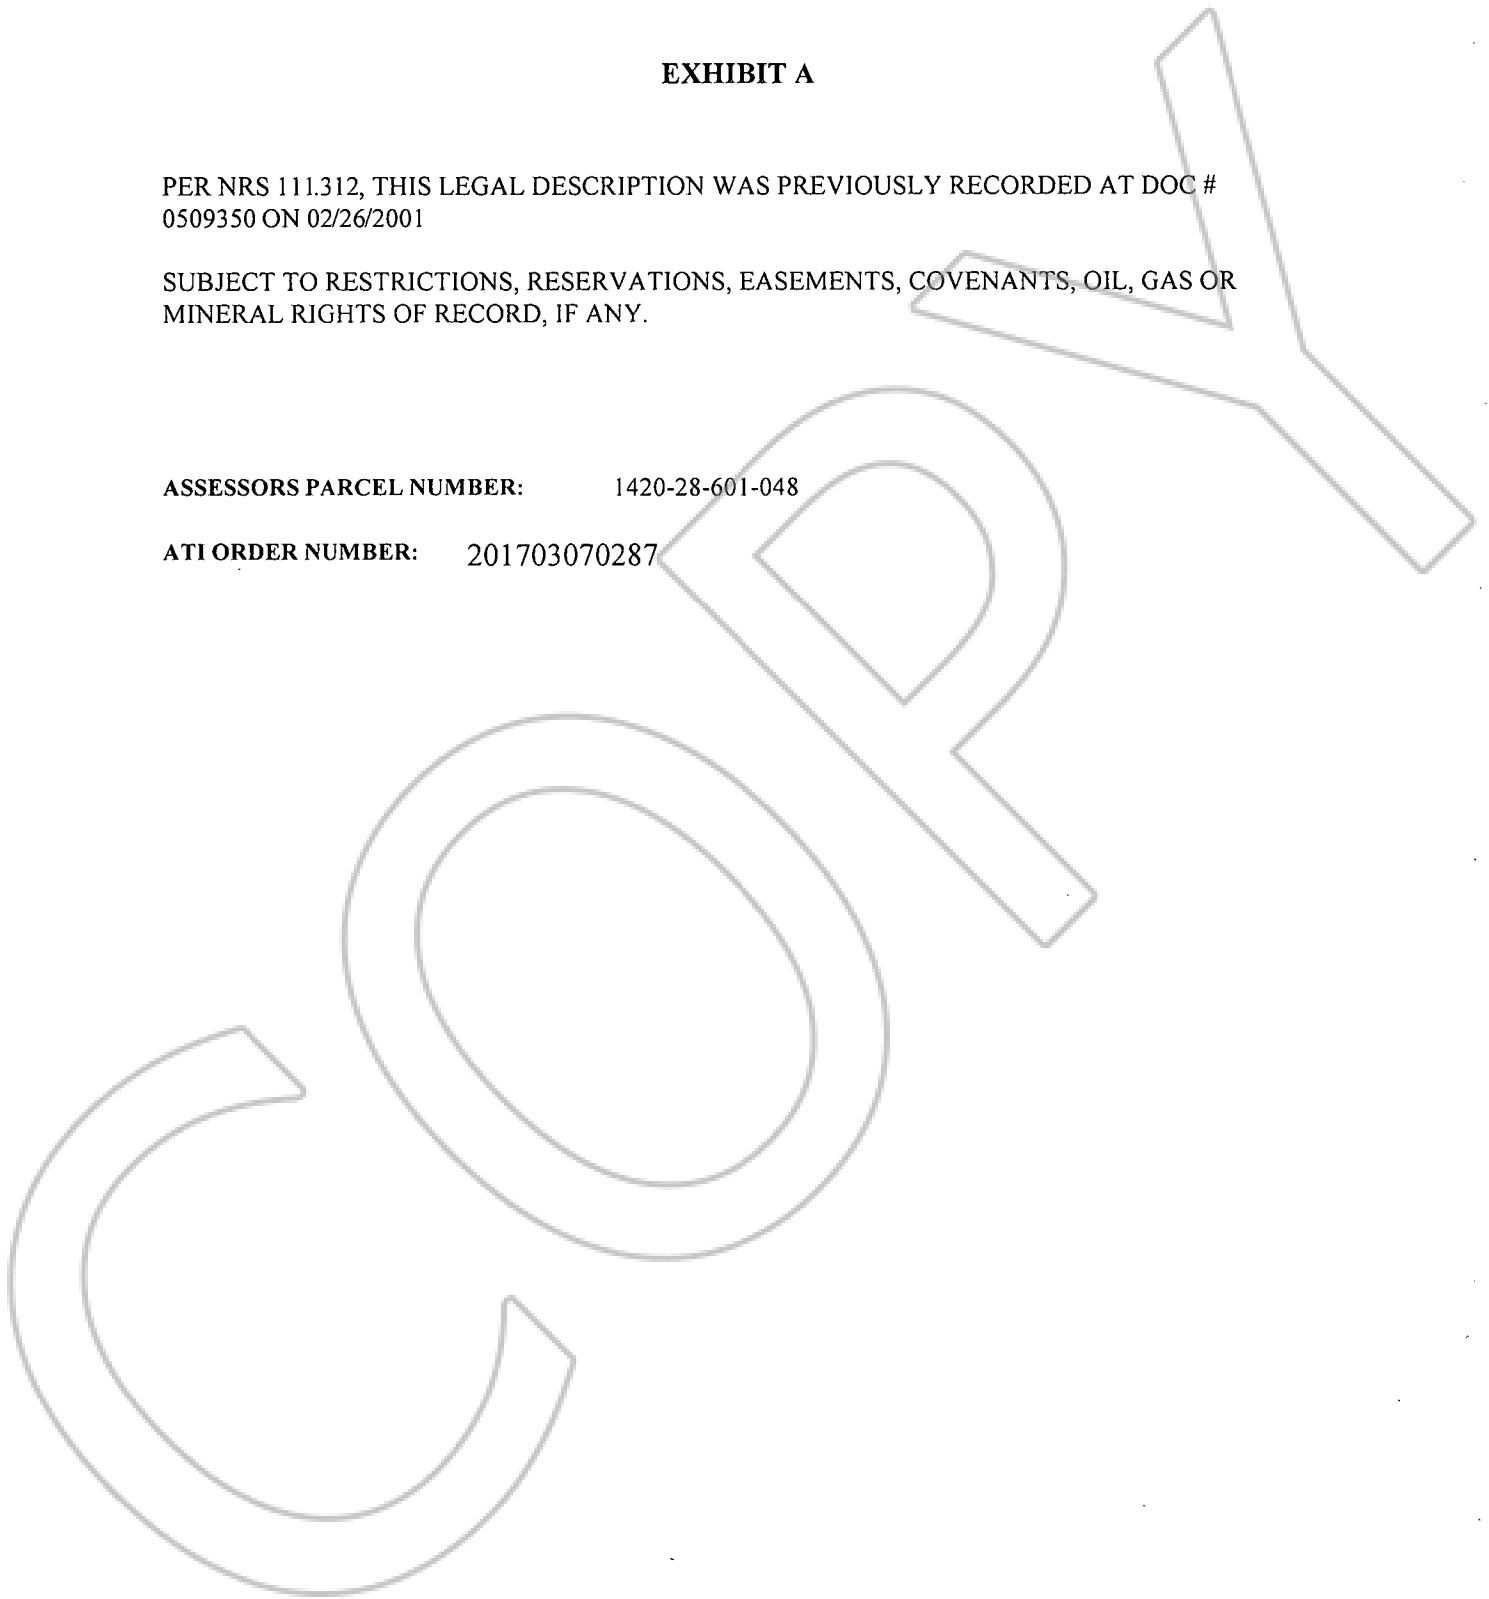 EXHIBIT A
PER NRS 111.312, THIS LEGAL DESCRIPTION WAS PREVIOUSLY RECORDED AT DOC #
0509350 ON 02/26/2001
SUBJECT TO RESTRICTIONS, RESERVATIONS, EASEMENTS, COVENANTS, OIL, GAS OR
MINERAL RIGHTS OF RECORD, IF ANY.
ASSESSORS PARCEL NUMBER: 1420-28-601-048
ATI ORDER NUMBER: 201703070287
COPY